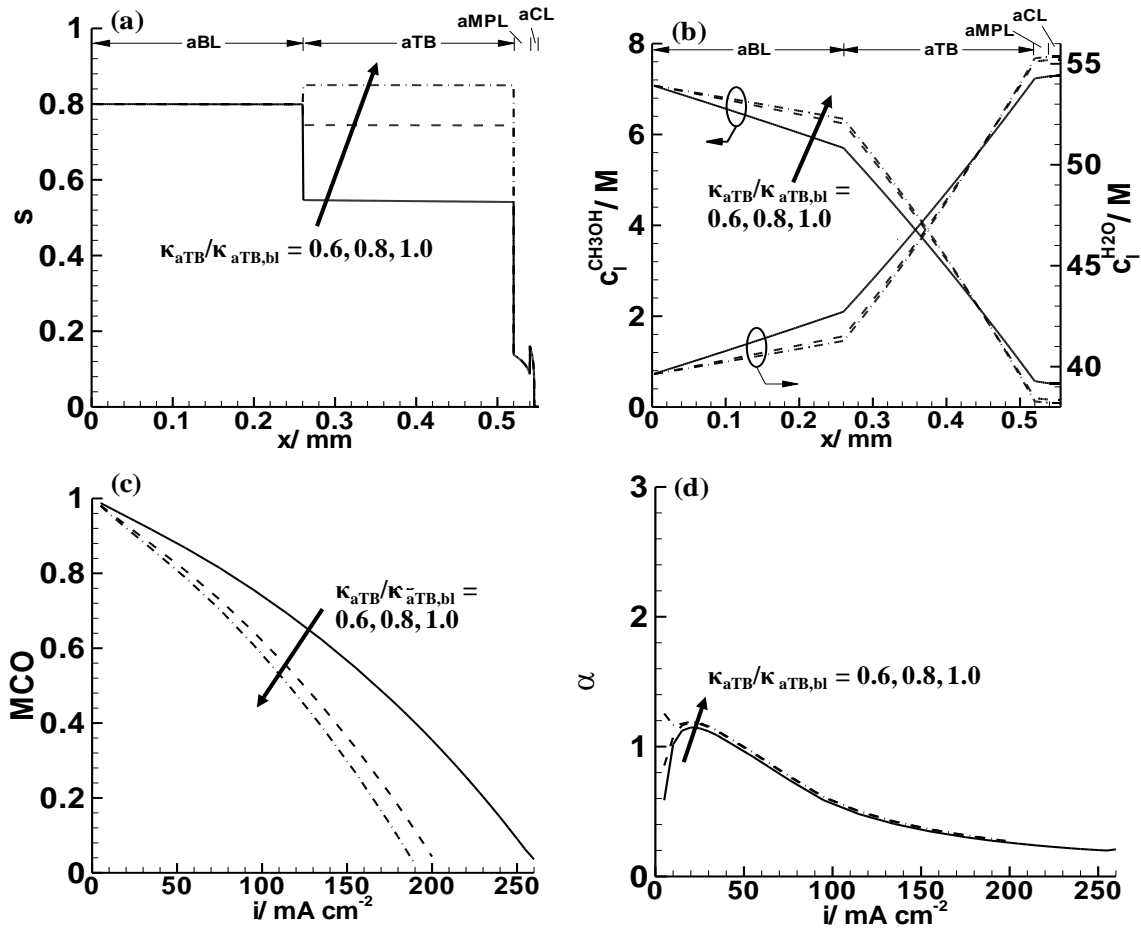 (a)
aMPL
aCL
aBL
aTB
1
0.8
0.6
0.4
0.2
0
s
κaTB/κaTB,bl = 0.6, 0.8, 1.0
0
0.1
0.2
0.3
0.4
0.5
x/ mm
(b)
aCL
aMPL
aBL
aTB
8
6
4
2
0
cl CH3OH/ M
κaTB/κaTB,bl =
0.6, 0.8, 1.0
55
50
45
40
cl H2O/ M
0
0.1
0.2
0.3
0.4
0.5
x/ mm
(c)
1
0.8
0.6
0.4
0.2
0
MCO
κaTB/κaTB,bl =
0.6, 0.8, 1.0
0
50
100
150
200
250
i/ mA cm-2
(d)
3
2
1
0
α
κaTB/κaTB,bl = 0.6, 0.8, 1.0
0
50
100
150
200
250
i/ mA cm-2